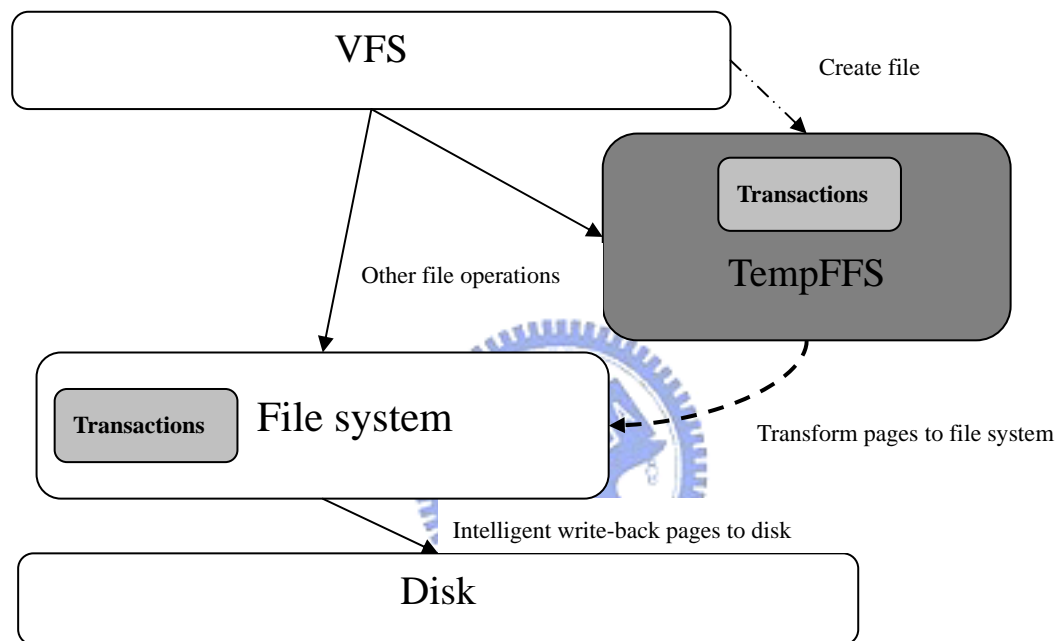 VFS
Create file
Transactions
TempFFS
Other file operations
Transactions
File system
Transform pages to file system
Intelligent write-back pages to disk
Disk